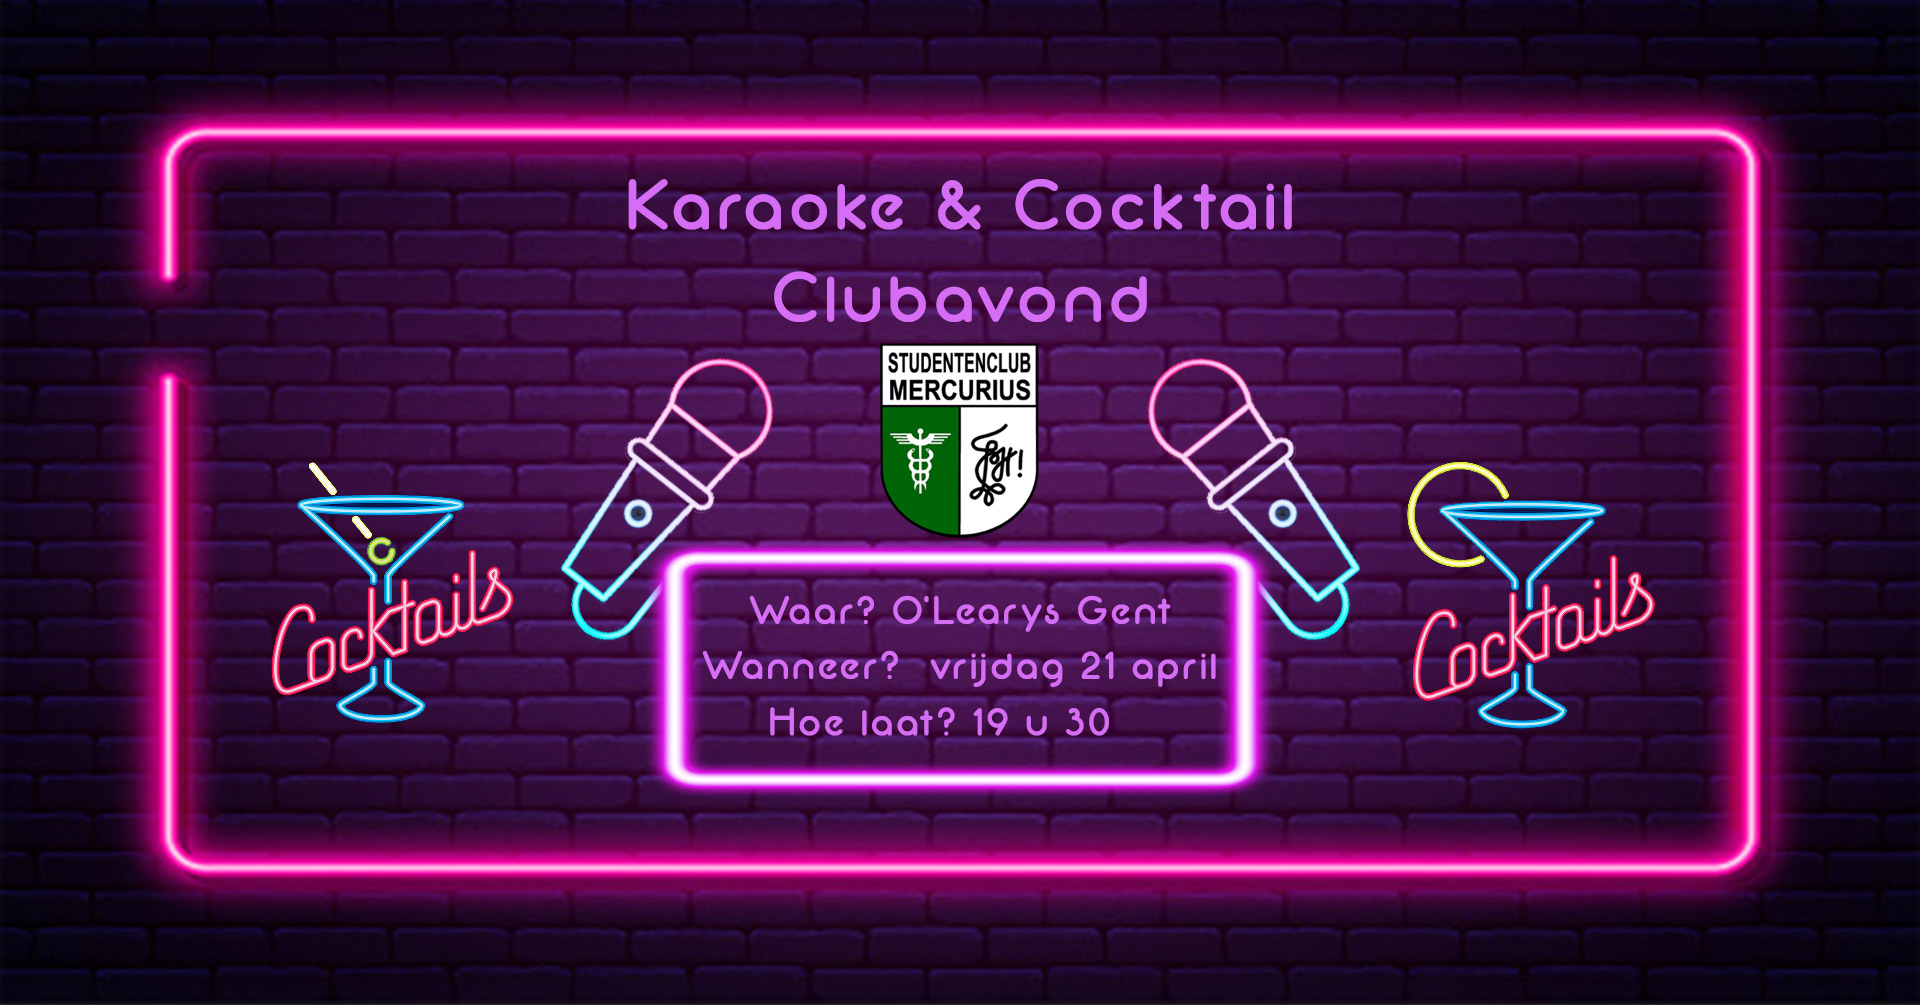 Karaoke & Cocktail
Clubavond
STUDENTENCLUB
MERCURIUS
Cocktails
Cocktails
Waar? O'Learys Gent
Wanneer? vrijdag 21 april
Hoe laat? 19 u 30